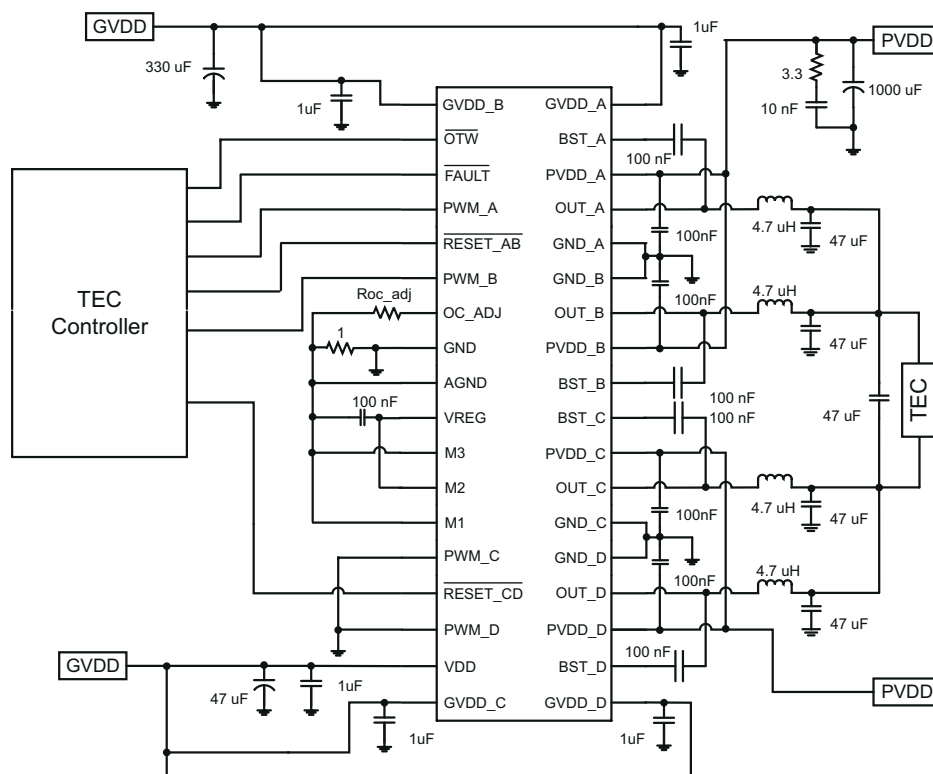 GVDD
1uF
PVDD
330 uF
3.3
1000 uF
10 nF
1uF
GVDD_B
GVDD_A
OTW
BST_A
100 nF
FAULT
PVDD_A
PWM_A
OUT_A
4.7 uH
47 uF
100nF
RESET_AB
GND_A
PWM_B
GND_B
4.7 uH
TEC
Controller
Roc_adj
100nF
OC_ADJ
OUT_B
47 uF
1
GND
PVDD_B
AGND
BST_B
100 nF
TEC
100 nF
47 uF
VREG
BST_C
100 nF
M3
PVDD_C
M2
OUT_C
4.7 uH
47 uF
100nF
M1
GND_C
PWM_C
GND_D
4.7 uH
100nF
RESET_CD
OUT_D
47 uF
PWM_D
PVDD_D
100 nF
GVDD
VDD
BST_D
47 uF
1uF
PVDD
GVDD_C
GVDD_D
1uF
1uF